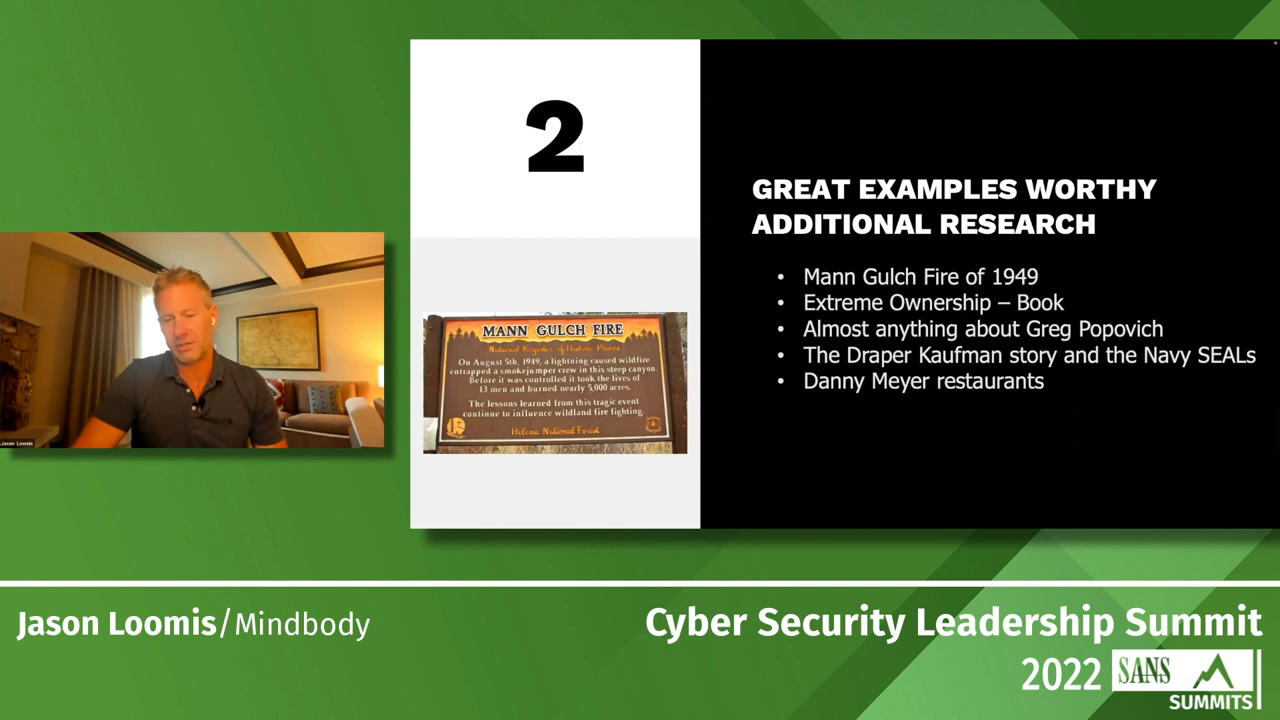 2
GREAT EXAMPLES WORTHY
ADDITIONAL RESEARCH
• Mann Gulch Fire of 1949
• Extreme Ownership – Book
• Almost anything about Greg Popovich
• The Draper Kaufman story and the Navy SEALs
• Danny Meyer restaurants
MANN GULCH FIRE
National Register of Historic Places
On August 5th, 1949, a lightning caused wildfire
entrapped a smokejumper crew in this steep canyon.
Before it was controlled it took the lives of
13 men and burned nearly 5,000 acres.
The lessons learned from this tragic event
continue to influence wildland fire fighting.
Helena National Forest
Jason Loomis
Jason Loomis/Mindbody
Cyber Security Leadership Summit
2022 SANS
SUMMITS